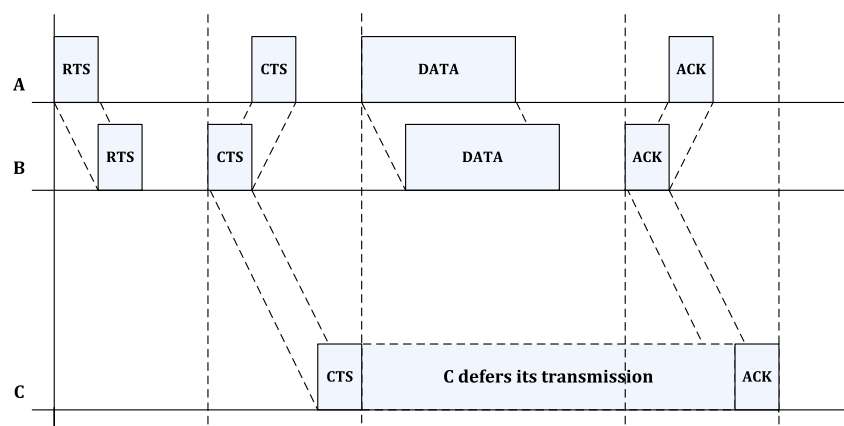 RTS
CTS
DATA
ACK
A
RTS
CTS
DATA
ACK
B
CTS
C defers its transmission
ACK
C